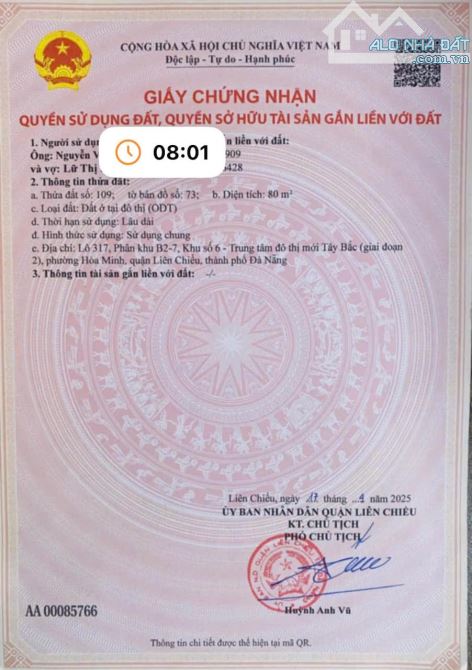 CỘNG HÒA XÃ HỘI CHỦ NGHĨA VIỆT NAM
Độc lập - Tự do - Hạnh phúc
ALO NHÀ ĐẤT
GIẤY CHỨNG NHẬN
QUYỀN SỬ DỤNG ĐẤT, QUYỀN SỞ HỮU TÀI SẢN GẮN LIỀN VỚI ĐẤT
1. Người sử dụng gắn liền với đất:
Ông: Nguyễn V 909
08:01
và vợ: Lữ Thị 6428
2. Thông tin thửa đất:
a. Thửa đất số: 109; tờ bản đồ số: 73; b. Diện tích: 80 m²
c. Loại đất: Đất ở tại đô thị (ODT)
d. Thời hạn sử dụng: Lâu dài
đ. Hình thức sử dụng: Sử dụng chung
e. Địa chỉ: Lô 317, Phân khu B2-7, Khu số 6 - Trung tâm đô thị mới Tây Bắc (giai đoạn
2), phường Hòa Minh, quận Liên Chiểu, thành phố Đà Nẵng
3. Thông tin tài sản gắn liền với đất: -/-
Liên Chiểu, ngày 17 tháng 4 năm 2025
ỦY BAN NHÂN DÂN QUẬN LIÊN CHIỂU
KT. CHỦ TỊCH
PHÓ CHỦ TỊCH
Huỳnh Anh Vũ
AA 00085766
Thông tin chi tiết được thể hiện tại mã QR.